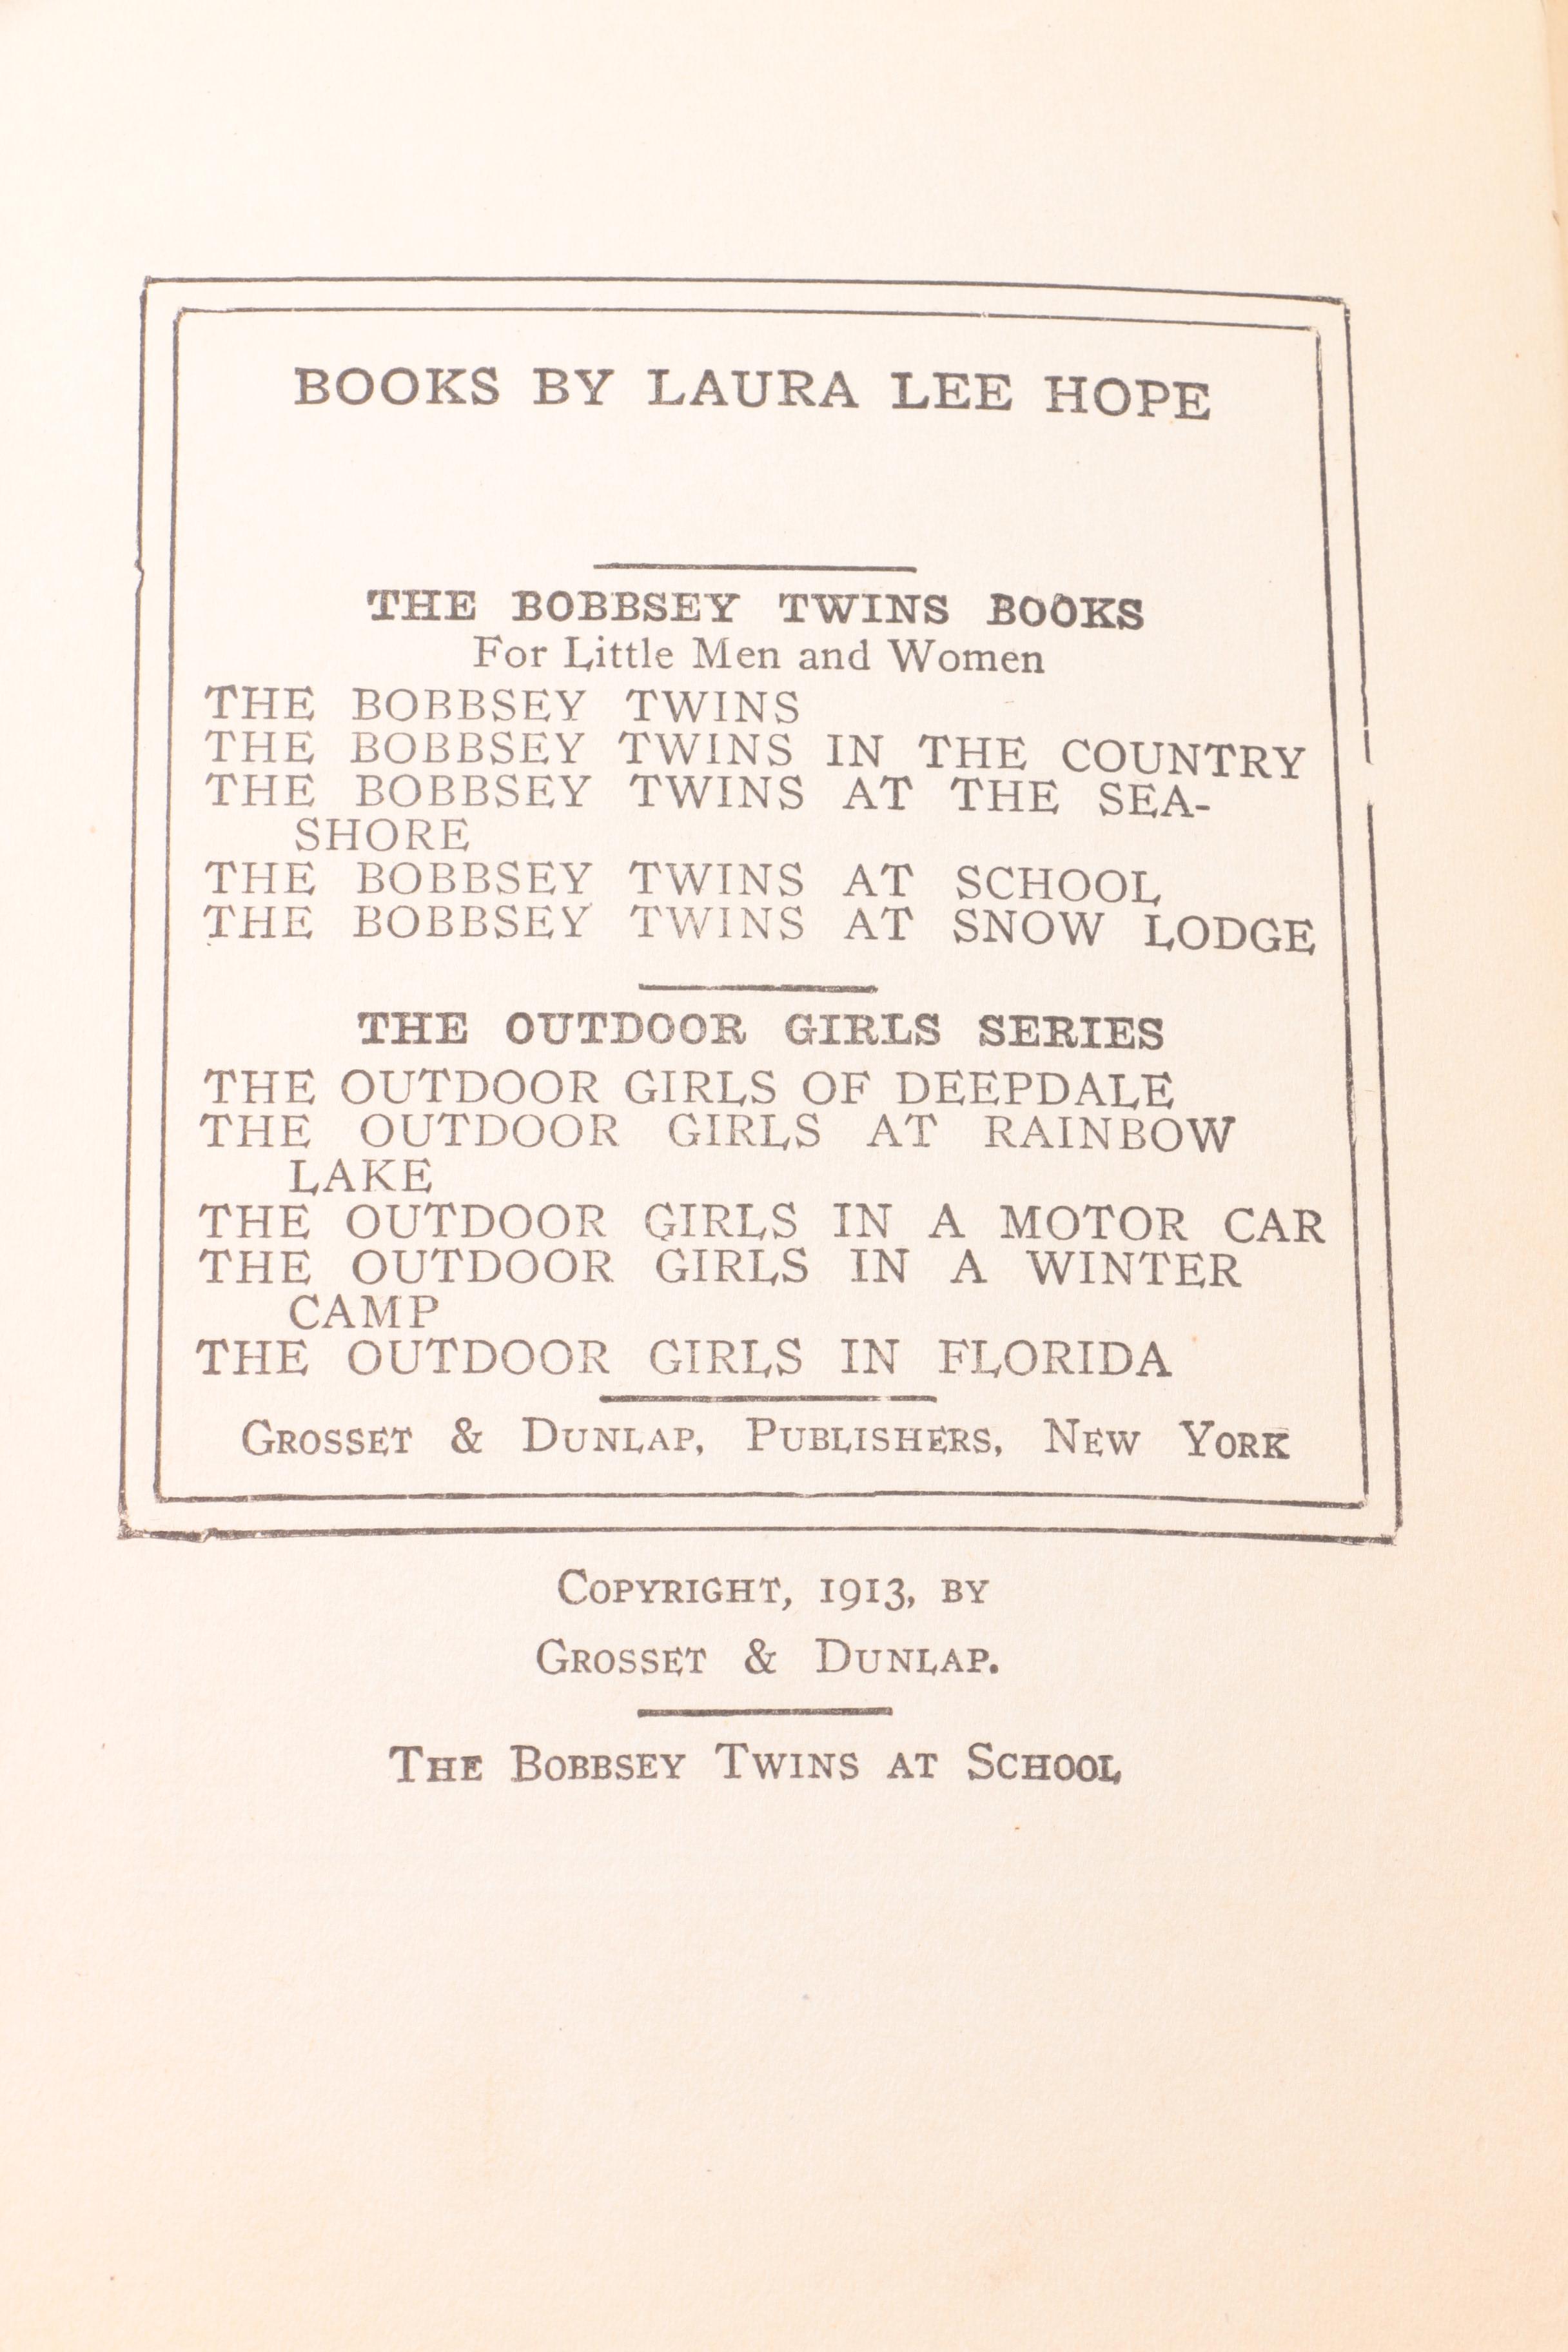 BOOKS BY LAURA LEE HOPE
THE BOBBSEY TWINS BOOKS
For Little Men and Women
THE BOBBSEY TWINS
THE BOBBSEY TWINS IN THE COUNTRY
THE BOBBSEY TWINS AT THE SEA-
SHORE
THE BOBBSEY TWINS AT SCHOOL
THE BOBBSEY TWINS AT SNOW LODGE
THE OUTDOOR GIRLS SERIES
THE OUTDOOR GIRLS OF DEEPDALE
THE OUTDOOR GIRLS AT RAINBOW
LAKE
THE OUTDOOR GIRLS IN A MOTOR CAR
THE OUTDOOR GIRLS IN A WINTER
CAMP
THE OUTDOOR GIRLS IN FLORIDA
GROSSET & DUNLAP, PUBLISHERS, NEW YORK
COPYRIGHT, 1913, BY
GROSSET & DUNLAP.
THE BOBBSEY TWINS AT SCHOOL